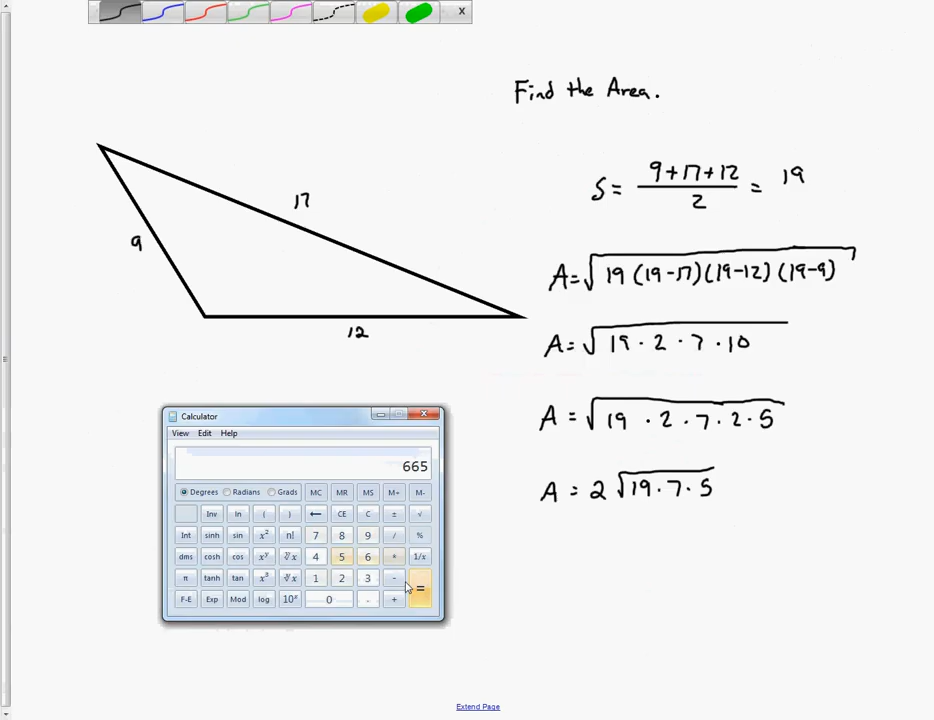 X
Find the Area.
17
9
12
S = 9+17+12 / 2 = 19
A = √19 (19-17)(19-12)(19-9)
A = √19 · 2 · 7 · 10
A = √19 · 2 · 7 · 2 · 5
A = 2 √19 · 7 · 5
Calculator
View Edit Help
665
Degrees Radians Grads MC MR MS M+ M-
Inv ln ( ) ← CE C ± √
Int sinh sin x² n! 7 8 9 / %
dms cosh cos xʸ ʸ√x 4 5 6 * 1/x
π tanh tan x³ ³√x 1 2 3 - =
F-E Exp Mod log 10ˣ 0 . +
Extend Page